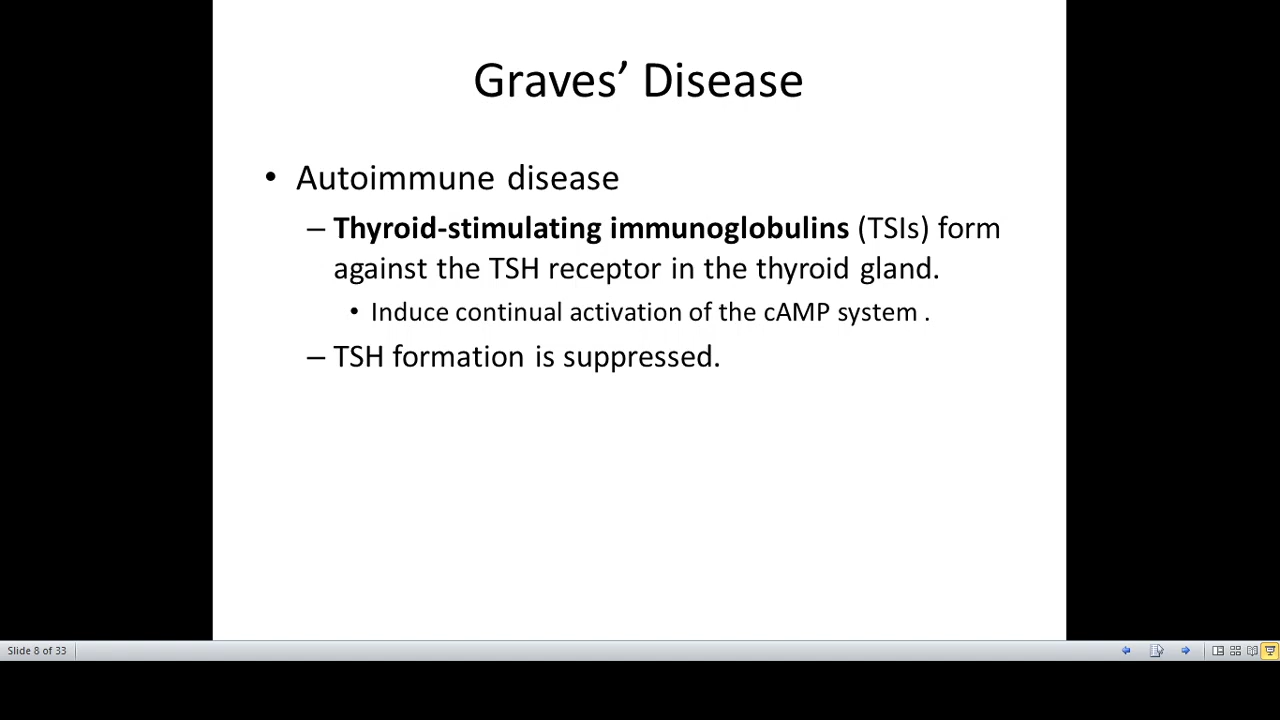 Graves’ Disease
• Autoimmune disease
– Thyroid-stimulating immunoglobulins (TSIs) form
against the TSH receptor in the thyroid gland.
• Induce continual activation of the cAMP system .
– TSH formation is suppressed.
Slide 8 of 33